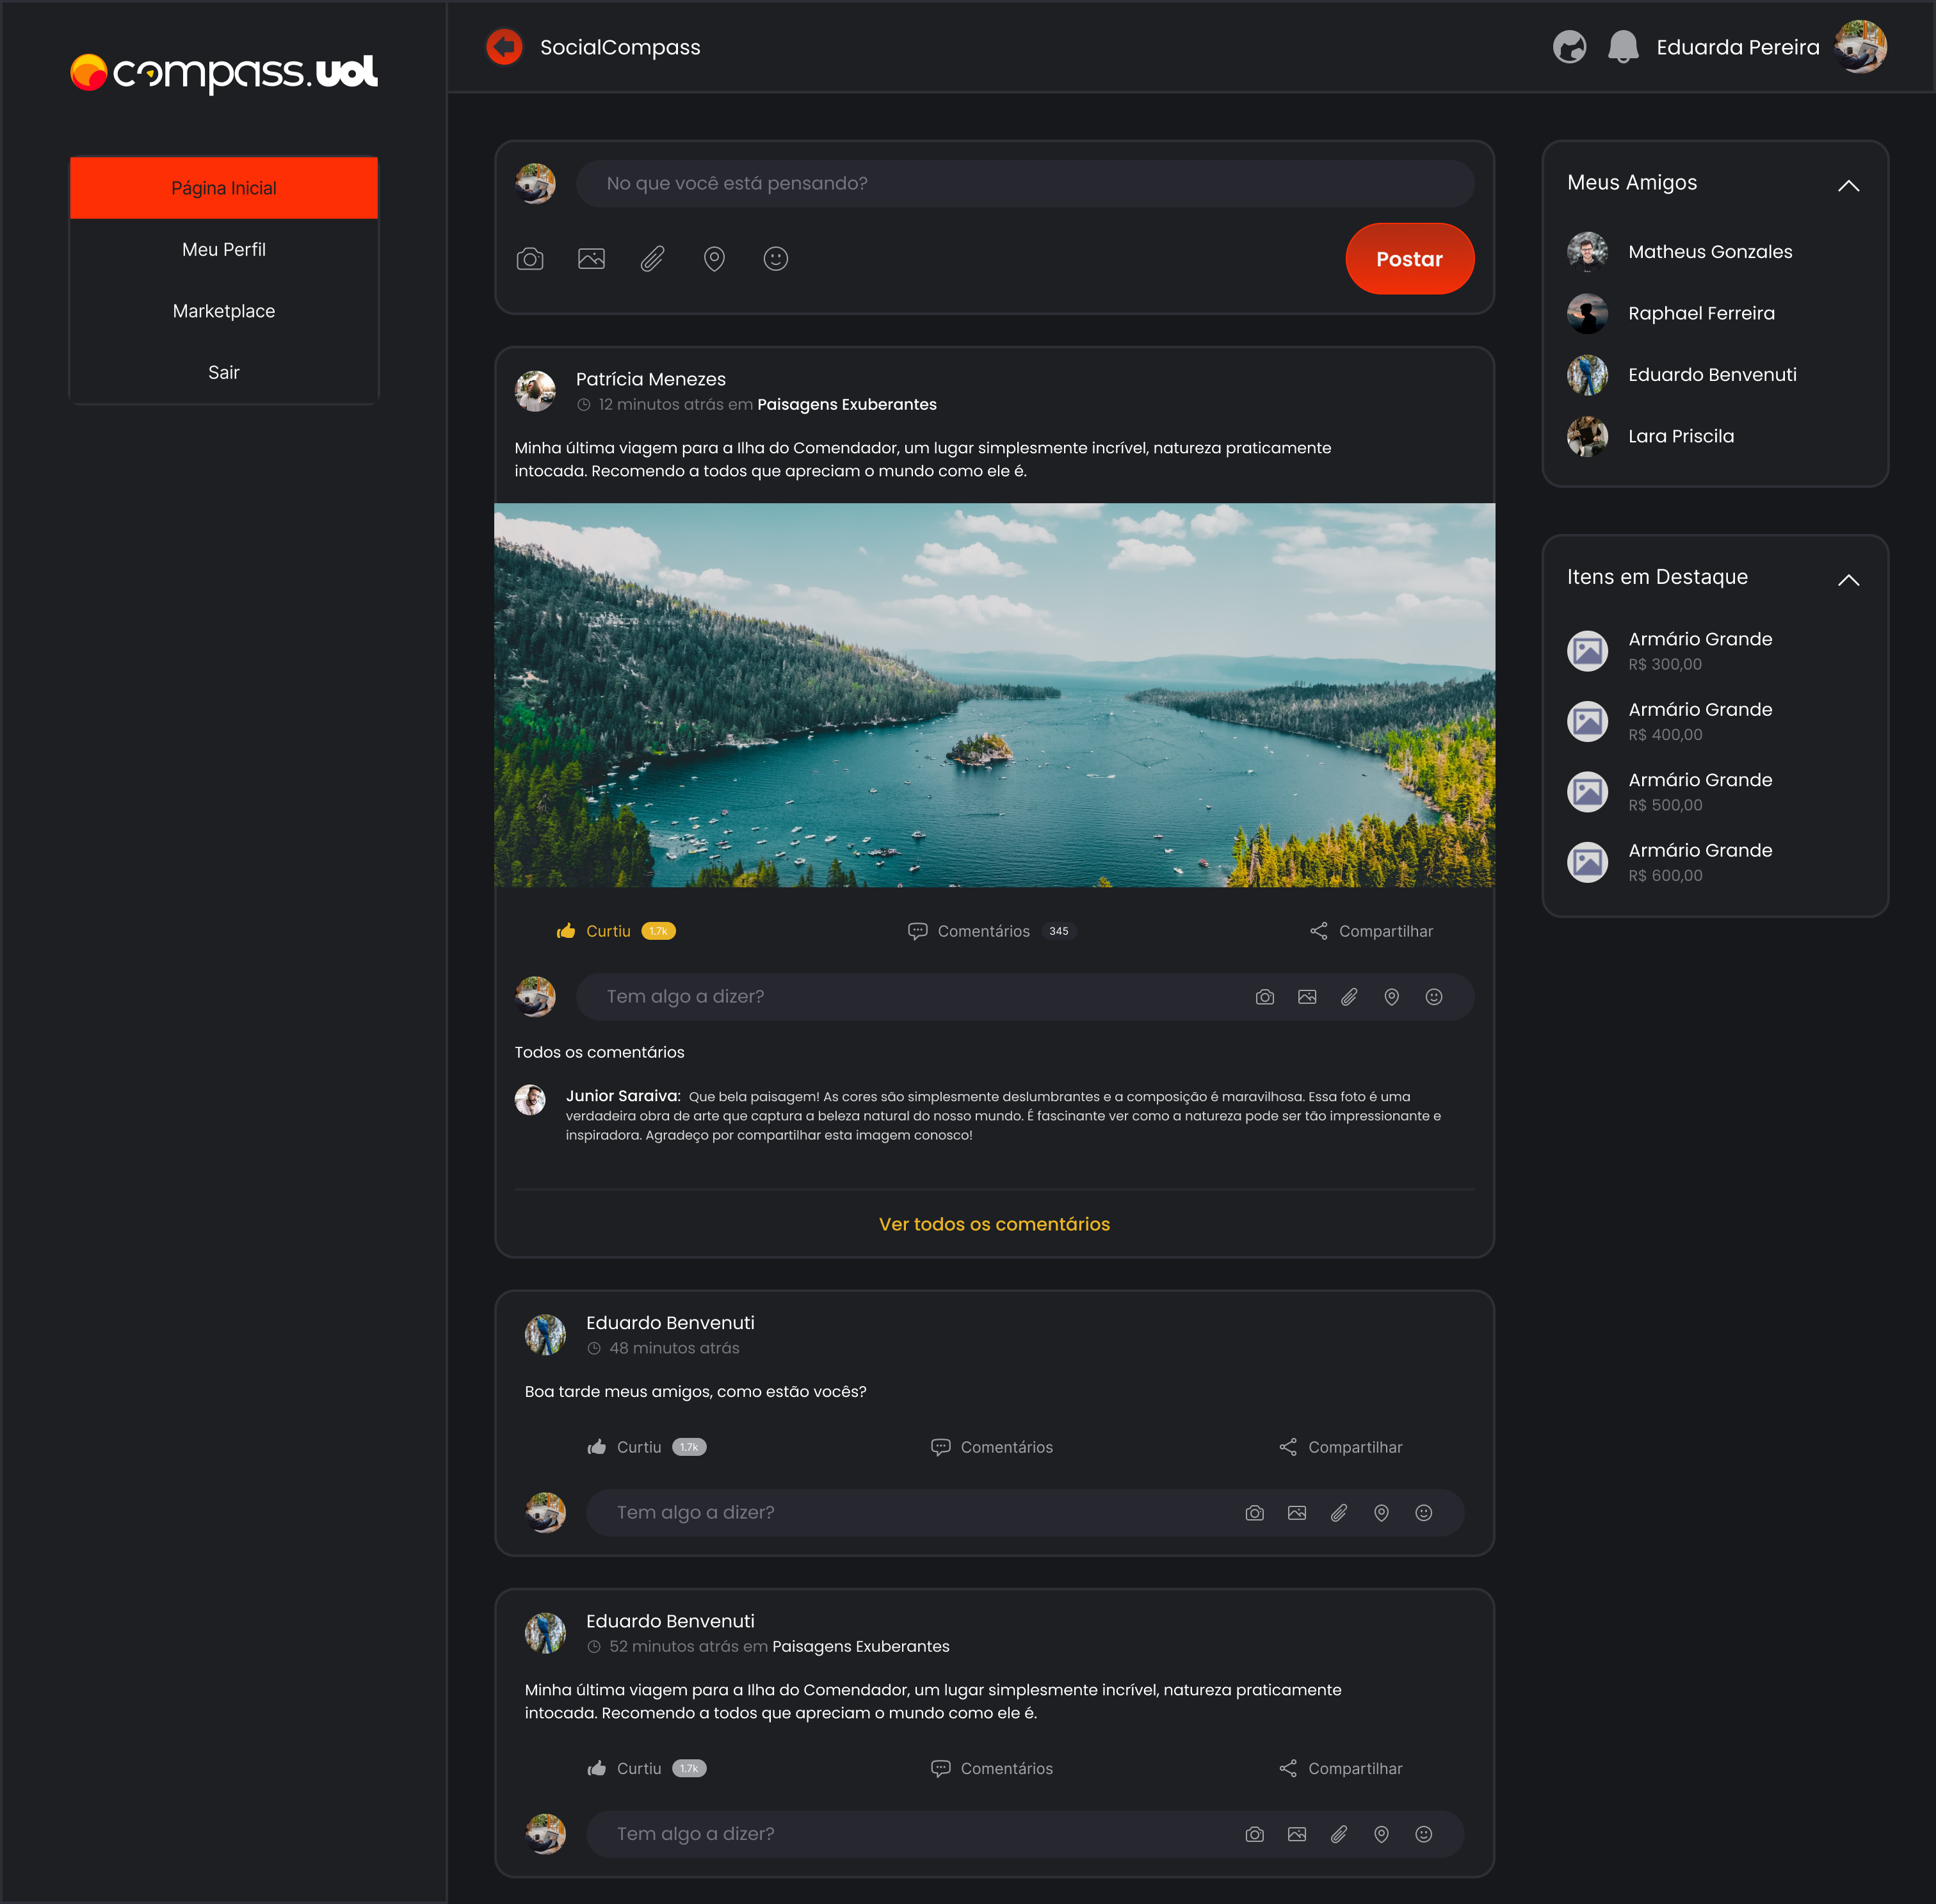 compass.uol
Página Inicial
Meu Perfil
Marketplace
Sair
SocialCompass
Eduarda Pereira
No que você está pensando?
Postar
Patrícia Menezes
12 minutos atrás em Paisagens Exuberantes
Minha última viagem para a Ilha do Comendador, um lugar simplesmente incrível, natureza praticamente
intocada. Recomendo a todos que apreciam o mundo como ele é.
Curtiu 1.7k
Comentários 345
Compartilhar
Tem algo a dizer?
Todos os comentários
Junior Saraiva: Que bela paisagem! As cores são simplesmente deslumbrantes e a composição é maravilhosa. Essa foto é uma
verdadeira obra de arte que captura a beleza natural do nosso mundo. É fascinante ver como a natureza pode ser tão impressionante e
inspiradora. Agradeço por compartilhar esta imagem conosco!
Ver todos os comentários
Eduardo Benvenuti
48 minutos atrás
Boa tarde meus amigos, como estão vocês?
Curtiu 1.7k
Comentários
Compartilhar
Tem algo a dizer?
Eduardo Benvenuti
52 minutos atrás em Paisagens Exuberantes
Minha última viagem para a Ilha do Comendador, um lugar simplesmente incrível, natureza praticamente
intocada. Recomendo a todos que apreciam o mundo como ele é.
Curtiu 1.7k
Comentários
Compartilhar
Tem algo a dizer?
Meus Amigos
Matheus Gonzales
Raphael Ferreira
Eduardo Benvenuti
Lara Priscila
Itens em Destaque
Armário Grande
R$ 300,00
Armário Grande
R$ 400,00
Armário Grande
R$ 500,00
Armário Grande
R$ 600,00